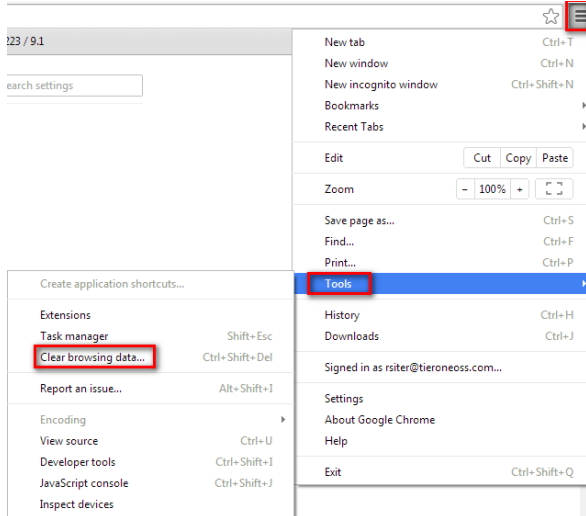 223 / 9.1
earch settings
New tab Ctrl+T
New window Ctrl+N
New incognito window Ctrl+Shift+N
Bookmarks
Recent Tabs
Edit Cut Copy Paste
Zoom - 100% +
Save page as... Ctrl+S
Find... Ctrl+F
Print... Ctrl+P
Tools
History Ctrl+H
Downloads Ctrl+J
Signed in as rsiter@tieroneoss.com...
Settings
About Google Chrome
Help
Exit Ctrl+Shift+Q
Create application shortcuts...
Extensions
Task manager Shift+Esc
Clear browsing data... Ctrl+Shift+Del
Report an issue... Alt+Shift+I
Encoding
View source Ctrl+U
Developer tools Ctrl+Shift+I
JavaScript console Ctrl+Shift+J
Inspect devices